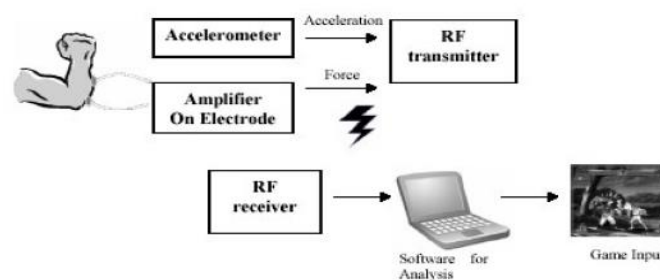 Accelerometer
Acceleration
RF
transmitter
Amplifier
On Electrode
Force
RF
receiver
Software for
Analysis
Game Inpu